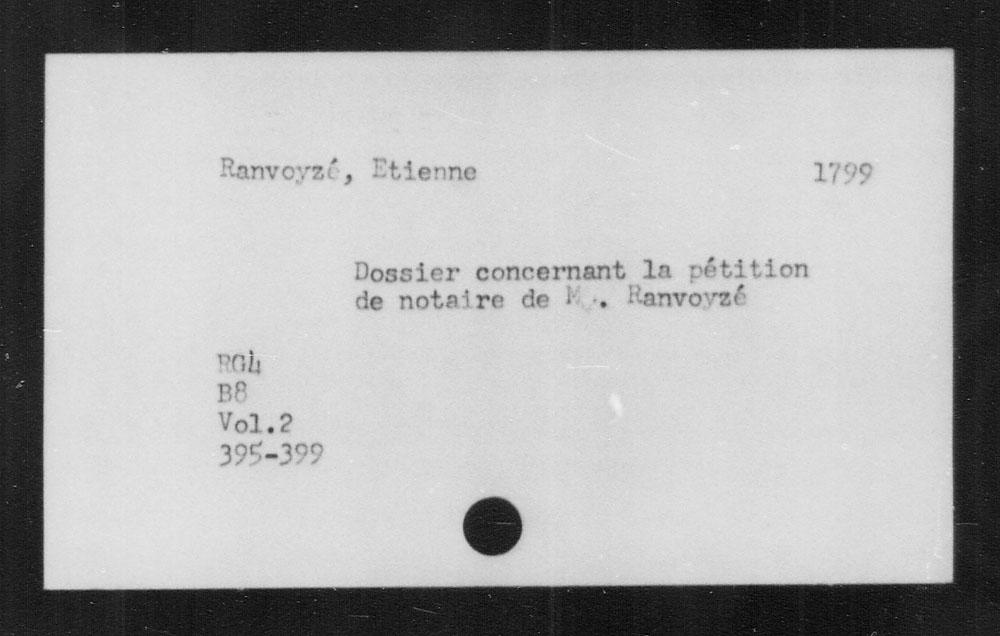 Ranvoyzé, Etienne 1799
Dossier concernant la pétition
de notaire de Ranvoyzé
RG4
B8
Vol.2
395-399